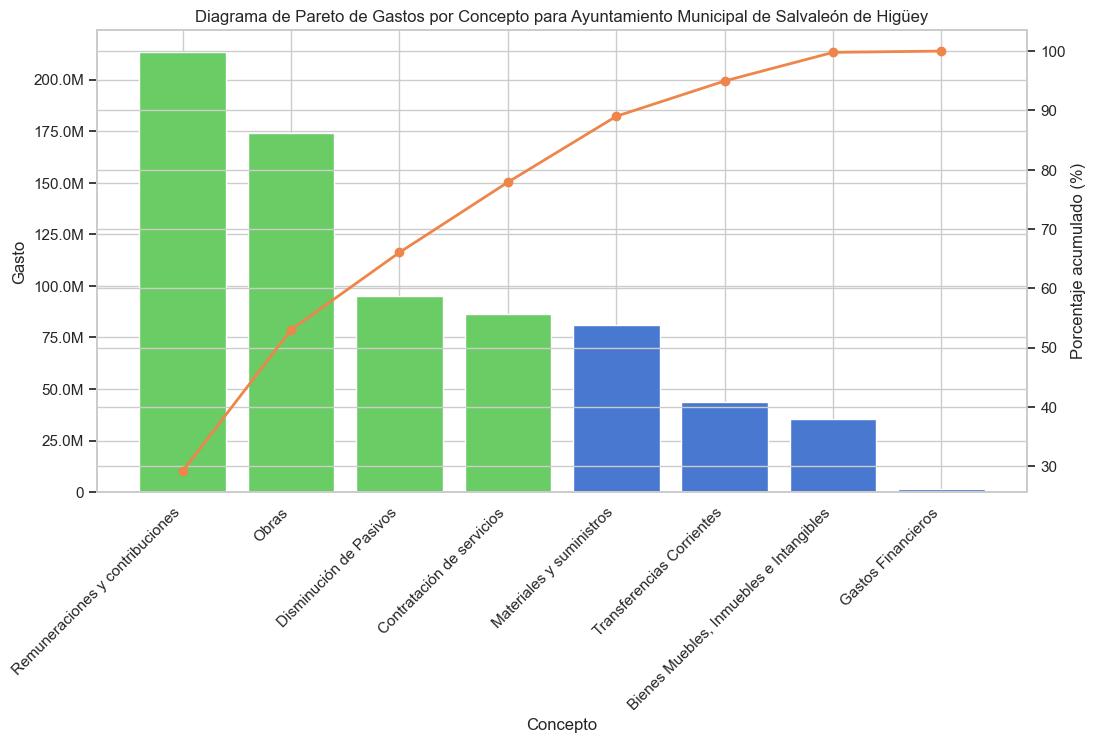 Diagrama de Pareto de Gastos por Concepto para Ayuntamiento Municipal de Salvaleón de Higüey
Gasto
200.0M
175.0M
150.0M
125.0M
100.0M
75.0M
50.0M
25.0M
0
100
90
80
70
60
50
40
30
Porcentaje acumulado (%)
Remuneraciones y contribuciones
Obras
Disminución de Pasivos
Contratación de servicios
Materiales y suministros
Transferencias Corrientes
Bienes Muebles, Inmuebles e Intangibles
Gastos Financieros
Concepto